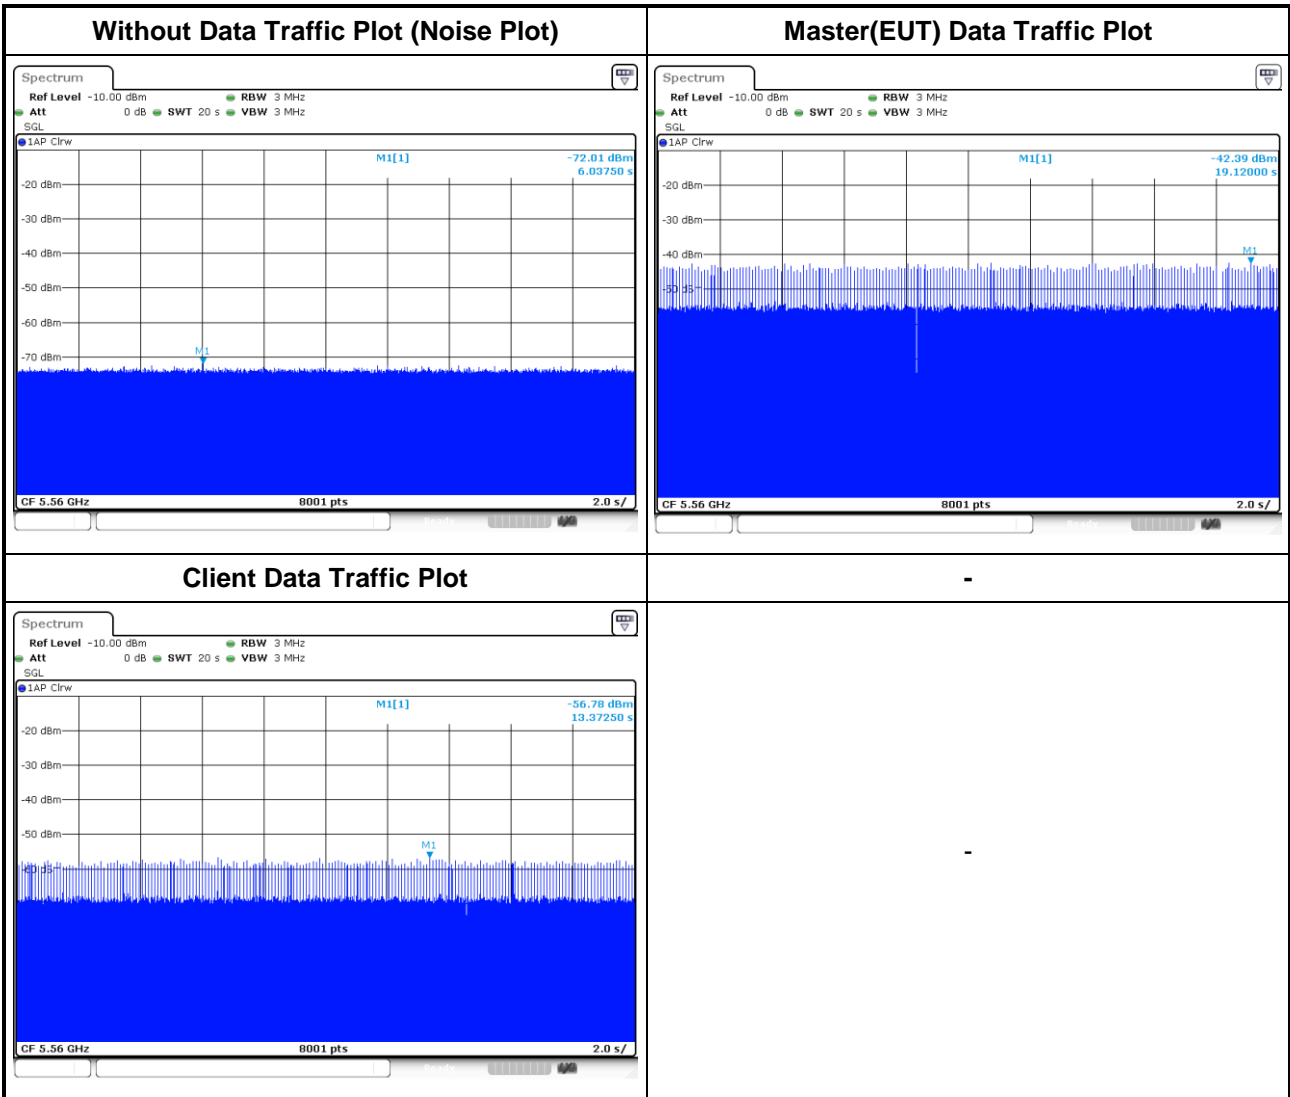 Without Data Traffic Plot (Noise Plot)
Master(EUT) Data Traffic Plot
Spectrum
Ref Level -10.00 dBm RBW 3 MHz
Att 0 dB SWT 20 s VBW 3 MHz
SGL
1AP Clrw
M1[1] -72.01 dBm
6.03750 s
-20 dBm
-30 dBm
-40 dBm
-50 dBm
-60 dBm
M1
-70 dBm
CF 5.56 GHz 8001 pts 2.0 s/
Ready
Spectrum
Ref Level -10.00 dBm RBW 3 MHz
Att 0 dB SWT 20 s VBW 3 MHz
SGL
1AP Clrw
M1[1] -42.39 dBm
19.12000 s
-20 dBm
-30 dBm
-40 dBm
M1
CF 5.56 GHz 8001 pts 2.0 s/
Ready
Client Data Traffic Plot
-
Spectrum
Ref Level -10.00 dBm RBW 3 MHz
Att 0 dB SWT 20 s VBW 3 MHz
SGL
1AP Clrw
M1[1] -56.78 dBm
13.37250 s
-20 dBm
-30 dBm
-40 dBm
-50 dBm
M1
CF 5.56 GHz 8001 pts 2.0 s/
Ready
-